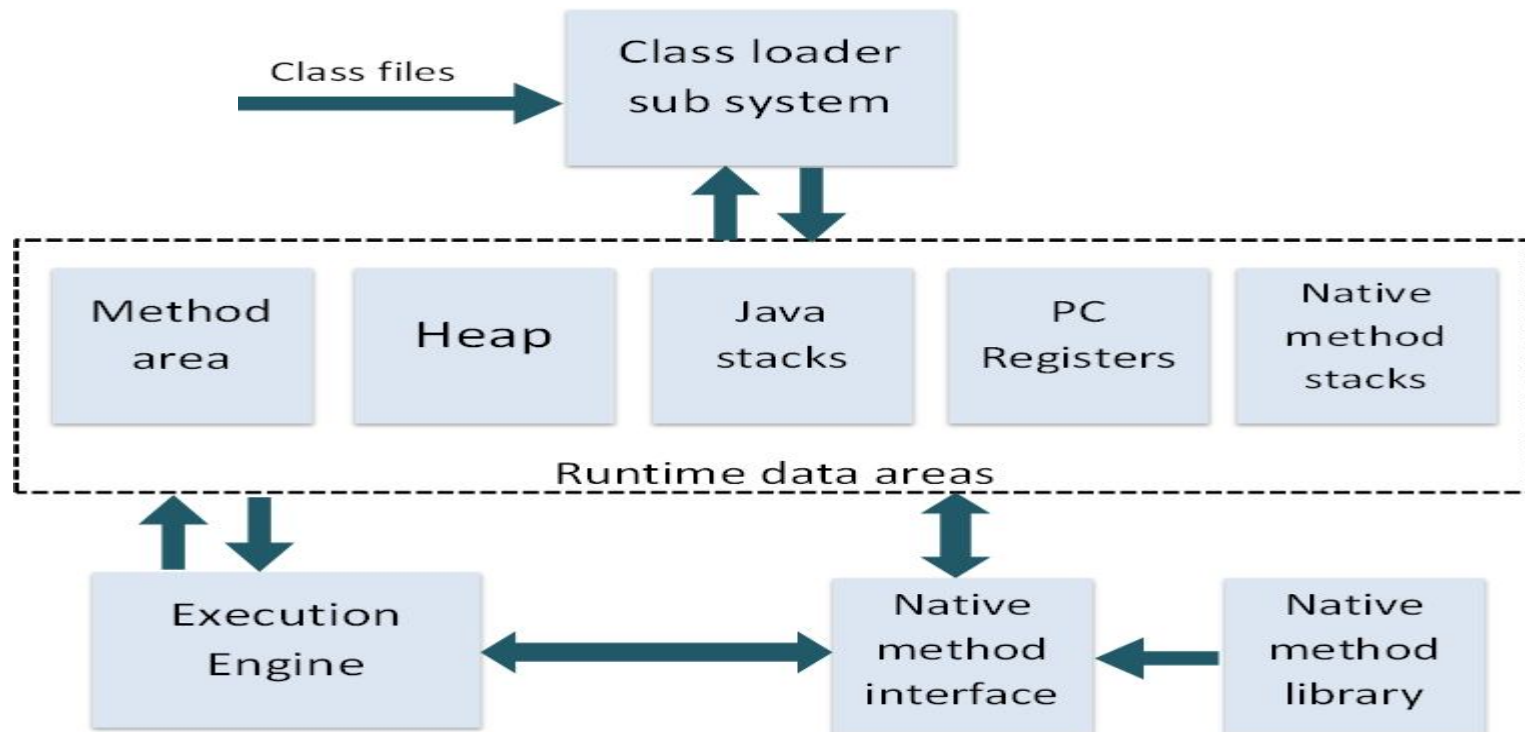 Class files
Class loader
sub system
Method
area
Heap
Java
stacks
PC
Registers
Native
method
stacks
Runtime data areas
Execution
Engine
Native
method
interface
Native
method
library